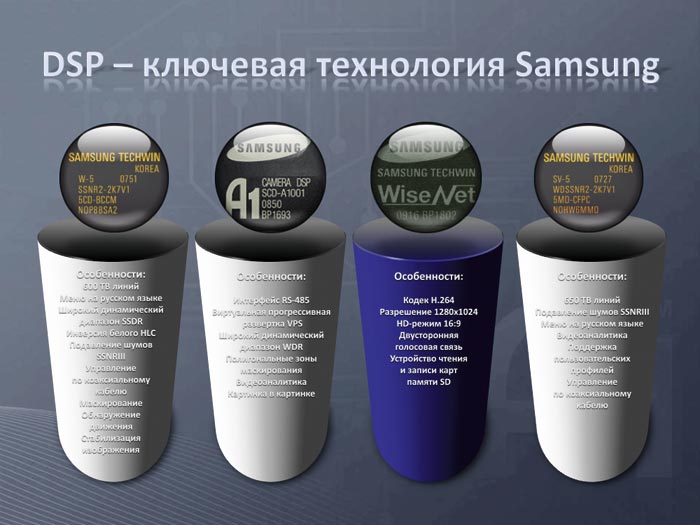 DSP – ключевая технология Samsung
SAMSUNG TECHWIN
KOREA
W-5 0751
SSNR2-2K7V1
5CD-BCCM
NQP88SA2
SAMSUNG
A1 CAMERA DSP
SCD-A1001
0850
BP1693
SAMSUNG
SAMSUNG TECHWIN
WiseNet
0916 BP1807
SAMSUNG TECHWIN
KOREA
SV-5 0727
WDSSNR2-2K7V1
5MD-CFPC
NOHW6MMD
Особенности:
600 ТВ линий
Меню на русском языке
Широкий динамический
диапазон SSDR
Инверсия белого HLC
Подавление шумов
SSNRIII
Управление
по коаксиальному
кабелю
Маскирование
Обнаружение
движения
Стабилизация
изображения
Особенности:
Интерфейс RS-485
Виртуальная прогрессивная
развертка VPS
Широкий динамический
диапазон WDR
Полигональные зоны
маскирования
Видеоаналитика
Картинка в картинке
Особенности:
Кодек H.264
Разрешение 1280x1024
HD-режим 16:9
Двусторонняя
голосовая связь
Устройство чтения
и записи карт
памяти SD
Особенности:
650 ТВ линий
Подавление шумов SSNRIII
Меню на русском языке
Видеоаналитика
Поддержка
пользовательских
профилей
Управление
по коаксиальному
кабелю